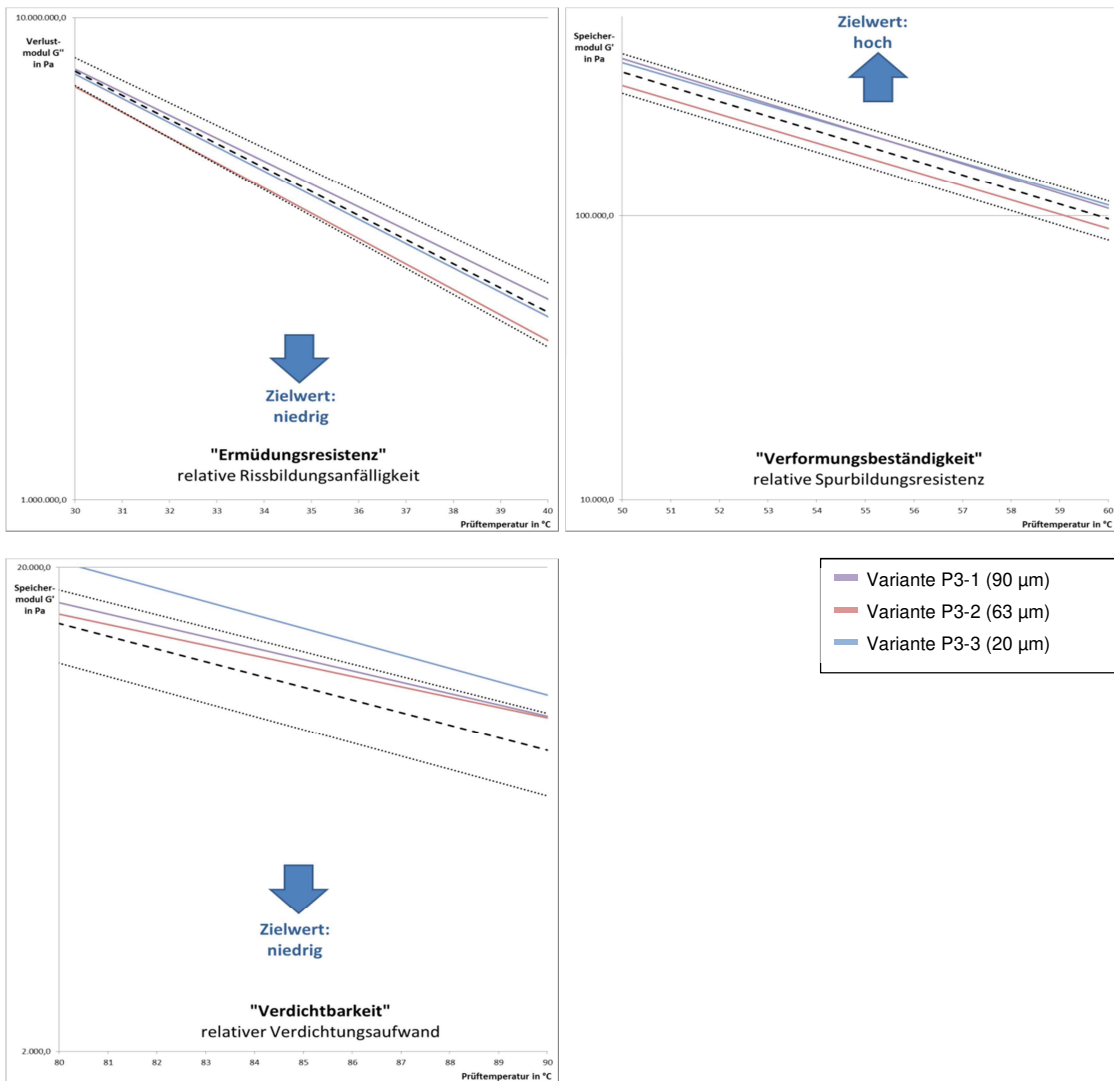 10.000.000,0
Verlust-
modul G''
in Pa
Zielwert:
niedrig
"Ermüdungsresistenz"
relative Rissbildungsanfälligkeit
1.000.000,0
30 31 32 33 34 35 36 37 38 39 40
Prüftemperatur in °C
Speicher-
modul G'
in Pa
Zielwert:
hoch
100.000,0
"Verformungsbeständigkeit"
relative Spurbildungsresistenz
10.000,0
50 51 52 53 54 55 56 57 58 59 60
Prüftemperatur in °C
20.000,0
Speicher-
modul G'
in Pa
Zielwert:
niedrig
"Verdichtbarkeit"
relativer Verdichtungsaufwand
2.000,0
80 81 82 83 84 85 86 87 88 89 90
Prüftemperatur in °C
Variante P3-1 (90 µm)
Variante P3-2 (63 µm)
Variante P3-3 (20 µm)